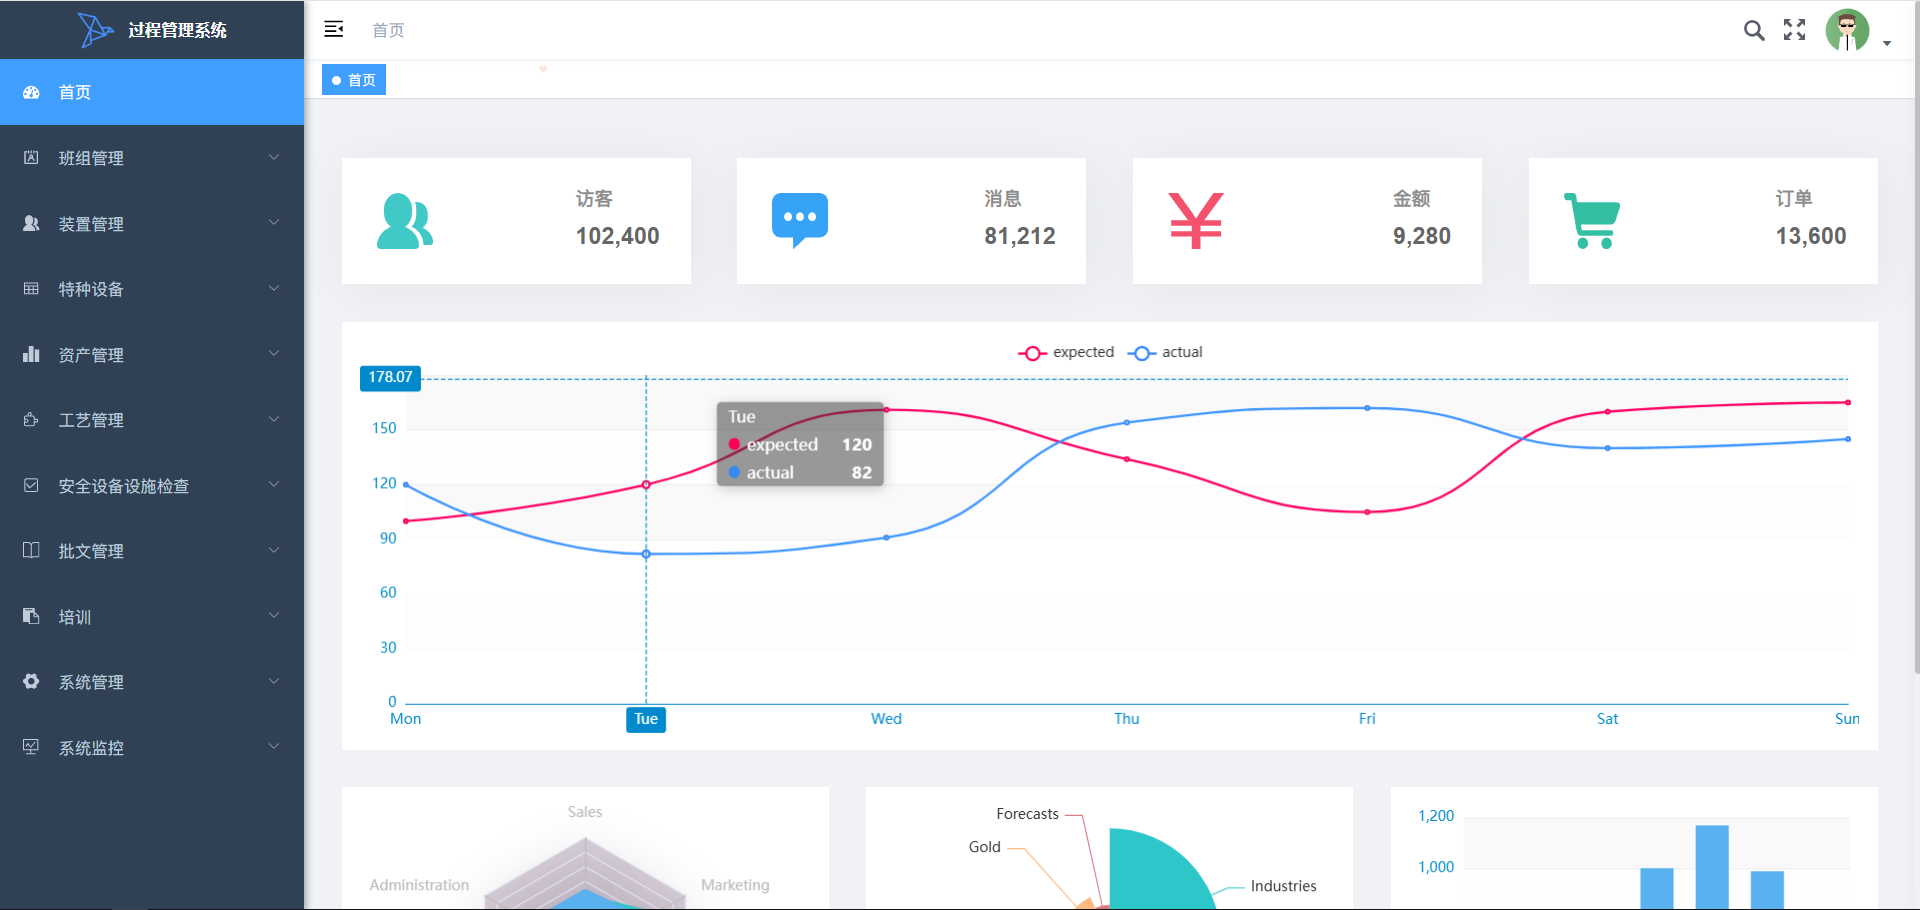 过程管理系统
首页
首页
班组管理
装置管理
特种设备
资产管理
工艺管理
安全设备设施检查
批文管理
培训
系统管理
系统监控
首页
访客
102,400
消息
81,212
¥
金额
9,280
订单
13,600
expected actual
178.07
150
120
90
60
30
0
Tue
expected 120
actual 82
Mon Tue Wed Thu Fri Sat Sun
Sales
Administration
Marketing
Forecasts
Gold
Industries
1,200
1,000